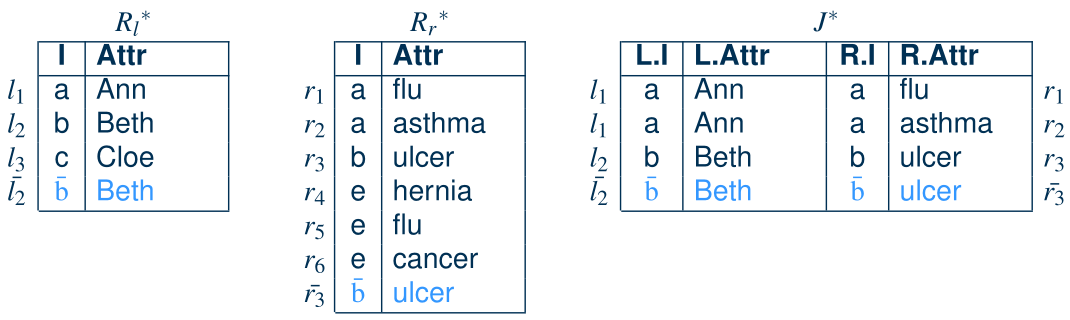 R_l* R_r* J*
I Attr I Attr L.I L.Attr R.I R.Attr
l₁ a Ann r₁ a flu l₁ a Ann a flu r₁
l₂ b Beth r₂ a asthma l₁ a Ann a asthma r₂
l₃ c Cloe r₃ b ulcer l₂ b Beth b ulcer r₃
l̄₂ b̄ Beth r₄ e hernia l̄₂ b̄ Beth b̄ ulcer r̄₃
r₅ e flu
r₆ e cancer
r̄₃ b̄ ulcer